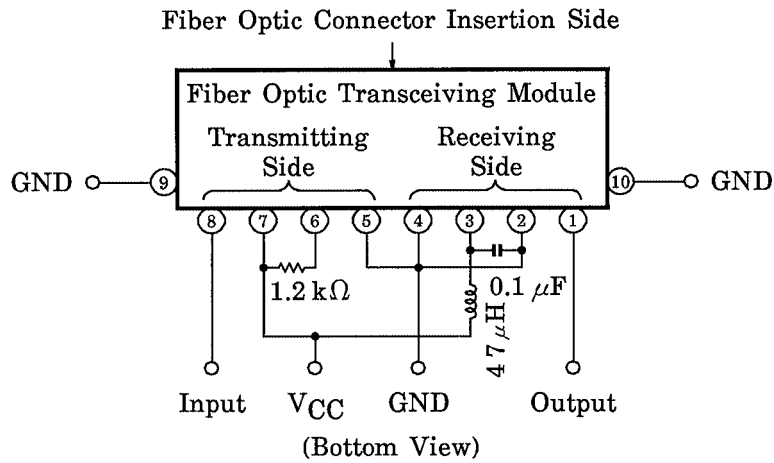 Fiber Optic Connector Insertion Side
Fiber Optic Transceiving Module
Transmitting Side
Receiving Side
GND
9
10
GND
8
7
6
5
4
3
2
1
1.2 kΩ
0.1 μF
47 μH
Input
VCC
GND
Output
(Bottom View)